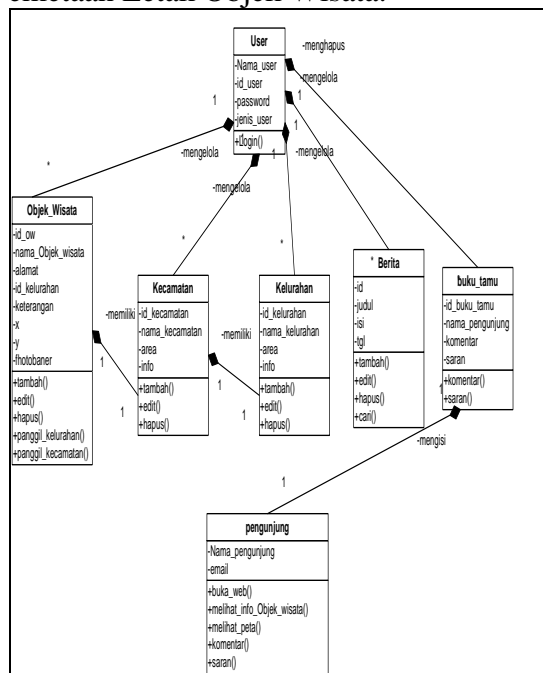 emetaan Letak Objek Wisata.
User
-Nama_user
-id_user
-password
-jenis_user
+Login()
-menghapus
-mengelola
1
1
1
1
-mengelola
-mengelola
-mengelola
*
*
*
Objek_Wisata
-id_ow
-nama_Objek_wisata
-alamat
-id_kelurahan
-keterangan
-x
-y
-fhotobaner
+tambah()
+edit()
+hapus()
+panggil_kelurahan()
+panggil_kecamatan()
-memiliki
1
1
Kecamatan
-id_kecamatan
-nama_kecamatan
-area
-info
+tambah()
+edit()
+hapus()
-memiliki
1
1
Kelurahan
-id_kelurahan
-nama_kelurahan
-area
-info
+tambah()
+edit()
+hapus()
* Berita
-id
-judul
-isi
-tgl
+tambah()
+edit()
+hapus()
+cari()
buku_tamu
-id_buku_tamu
-nama_pengunjung
-komentar
-saran
+komentar()
+saran()
1
-mengisi
1
pengunjung
-Nama_pengunjung
-email
+buka_web()
+melihat_info_Objek_wisata()
+melihat_peta()
+komentar()
+saran()